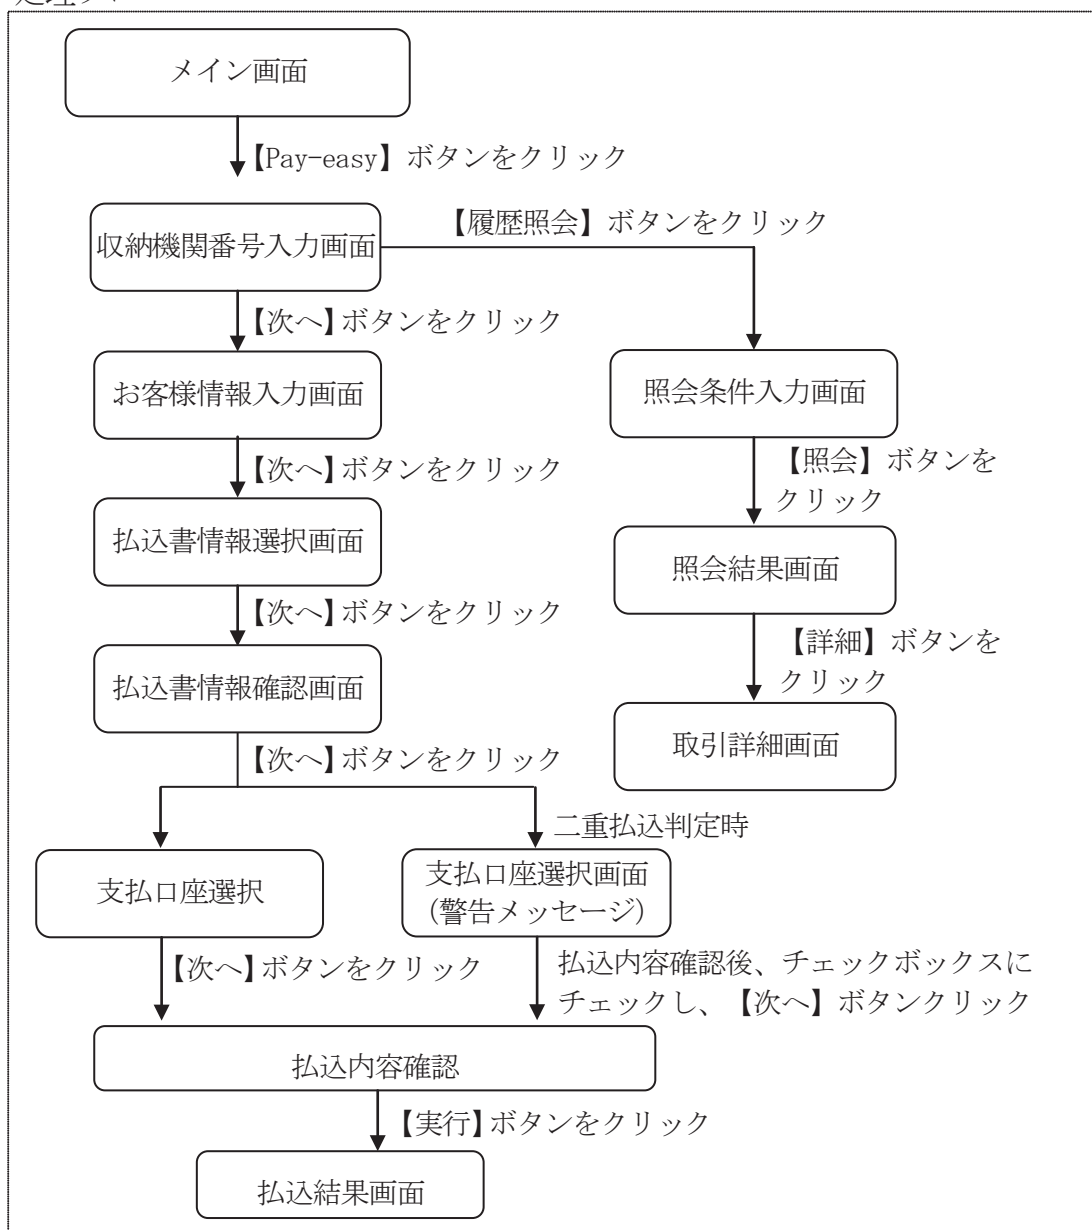 メイン画面
【Pay-easy】ボタンをクリック
収納機関番号入力画面
【履歴照会】ボタンをクリック
【次へ】ボタンをクリック
お客様情報入力画面
照会条件入力画面
【次へ】ボタンをクリック
【照会】ボタンを
クリック
払込書情報選択画面
照会結果画面
【次へ】ボタンをクリック
【詳細】ボタンを
クリック
払込書情報確認画面
取引詳細画面
【次へ】ボタンをクリック
二重払込判定時
支払口座選択
支払口座選択画面
(警告メッセージ)
【次へ】ボタンをクリック
払込内容確認後、チェックボックスに
チェックし、【次へ】ボタンクリック
払込内容確認
【実行】ボタンをクリック
払込結果画面